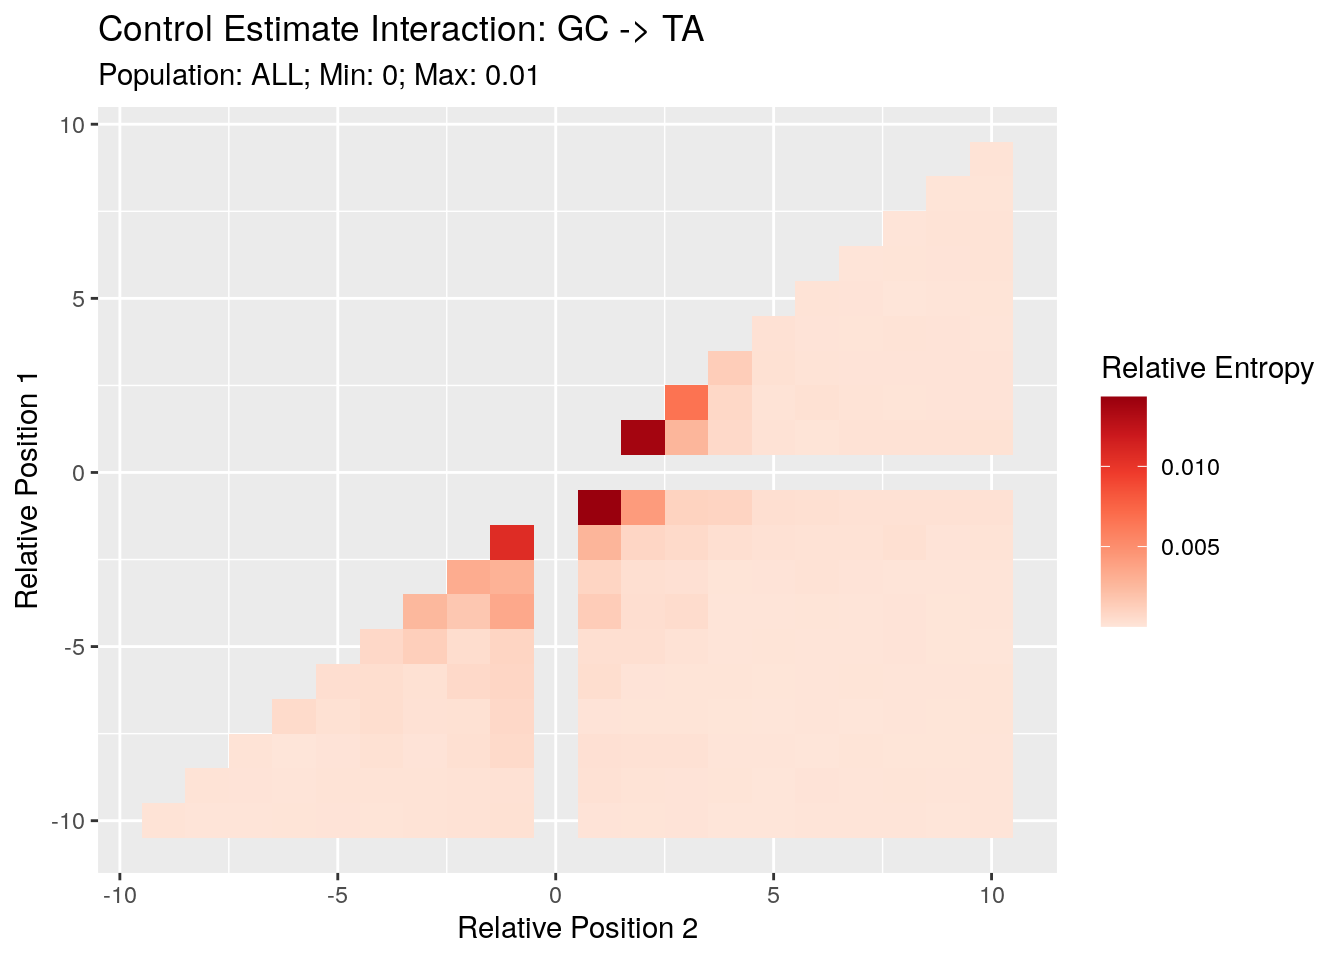 Control Estimate Interaction: GC -> TA
Population: ALL; Min: 0; Max: 0.01
Relative Position 1
10
5
0
-5
-10
-10
-5
0
5
10
Relative Position 2
Relative Entropy
0.010
0.005